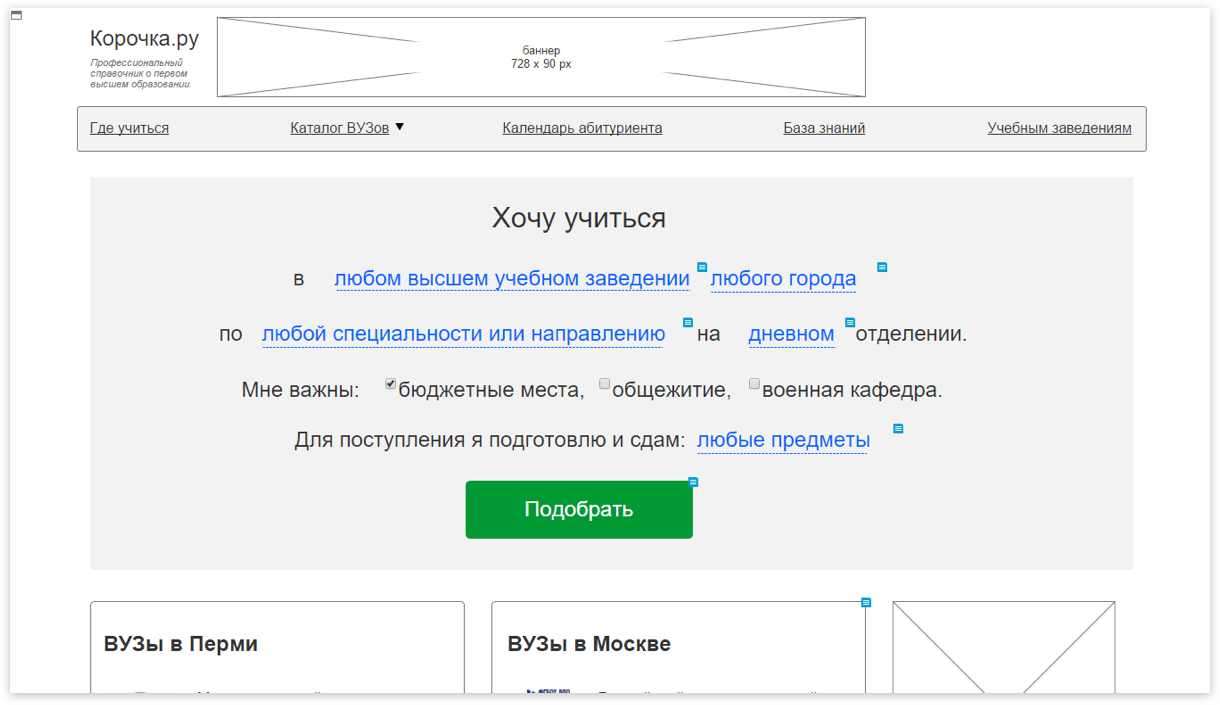 Корочка.ру
Профессиональный
справочник о первом
высшем образовании.
баннер
728 x 90 px
Где учиться Каталог ВУЗов ▼ Календарь абитуриента База знаний Учебным заведениям
Хочу учиться
в любом высшем учебном заведении любого города
по любой специальности или направлению на дневном отделении.
Мне важны: бюджетные места, общежитие, военная кафедра.
Для поступления я подготовлю и сдам: любые предметы
Подобрать
ВУЗы в Перми ВУЗы в Москве